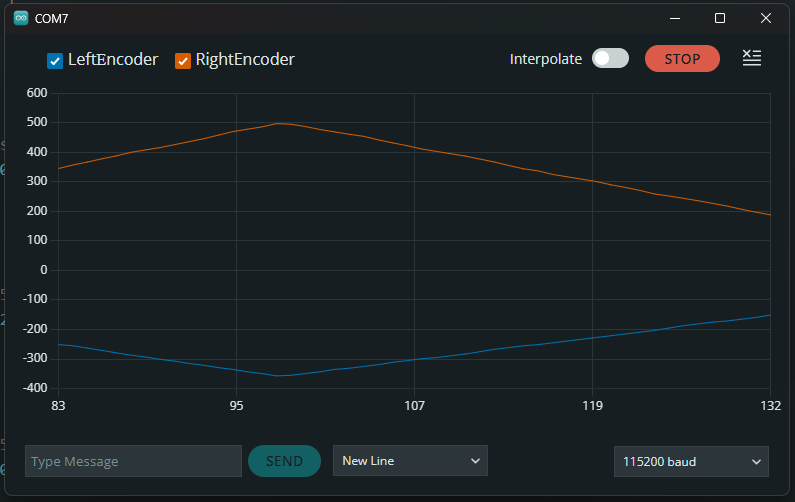 COM7
LeftEncoder
RightEncoder
Interpolate
STOP
600
500
400
300
200
100
0
-100
-200
-300
-400
83
95
107
119
132
Type Message
SEND
New Line
115200 baud